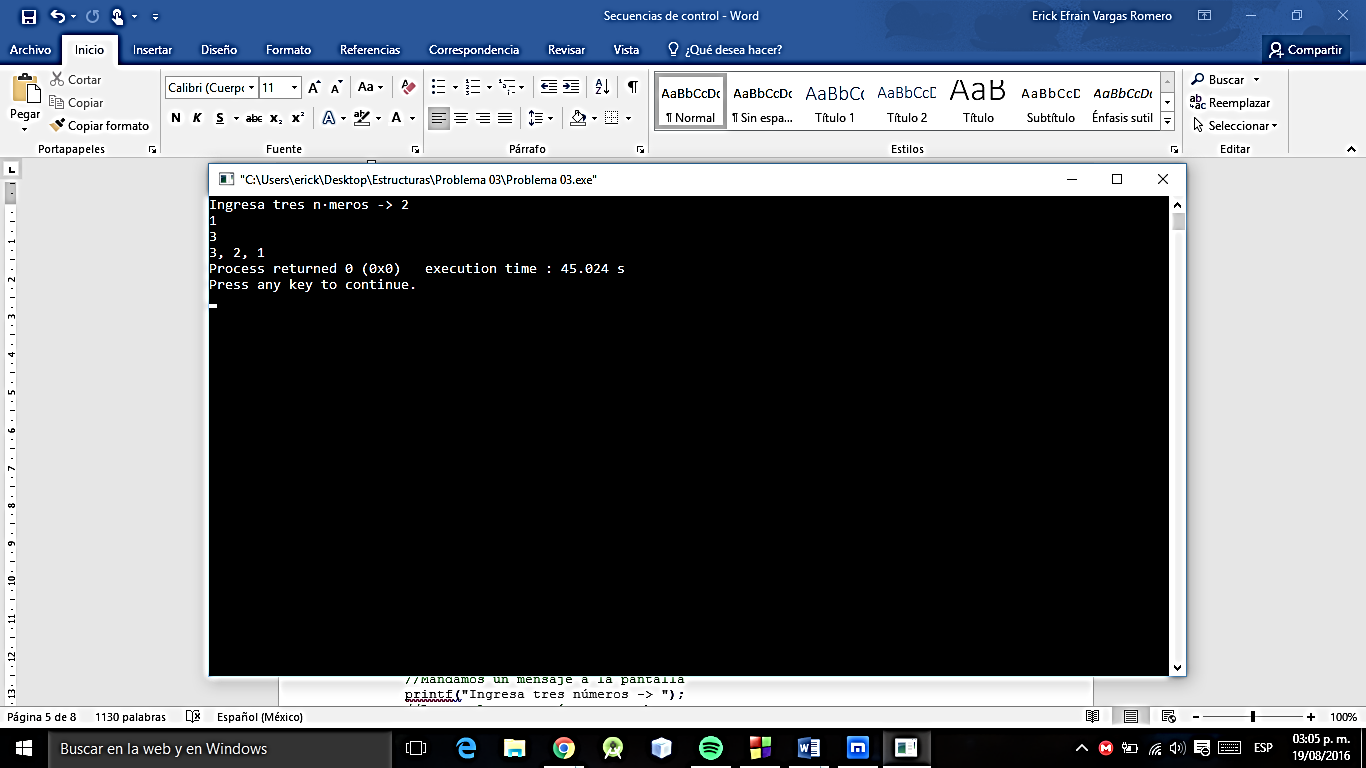 Secuencias de control - Word
Erick Efrain Vargas Romero
Archivo Inicio Insertar Diseño Formato Referencias Correspondencia Revisar Vista ¿Qué desea hacer? Compartir
Pegar
Cortar
Copiar
Copiar formato
Portapapeles
Calibri (Cuerpo 11
Aa
N K S abc x₂ x²
A A
Fuente
Párrafo
AaBbCcDc AaBbCcDc AaBbCc AaBbCcD AaB AaBbCcD AaBbCcDc
¶ Normal ¶ Sin espa... Título 1 Título 2 Título Subtítulo Énfasis sutil
Estilos
Buscar
Reemplazar
Seleccionar
Editar
"C:\Users\erick\Desktop\Estructuras\Problema 03\Problema 03.exe"
Ingresa tres n·meros -> 2
1
3
3, 2, 1
Process returned 0 (0x0) execution time : 45.024 s
Press any key to continue.
//Mandamos un mensaje a la pantalla
printf("Ingresa tres números -> ");
Página 5 de 8 1130 palabras Español (México) 100%
Buscar en la web y en Windows
ESP
03:05 p. m.
19/08/2016